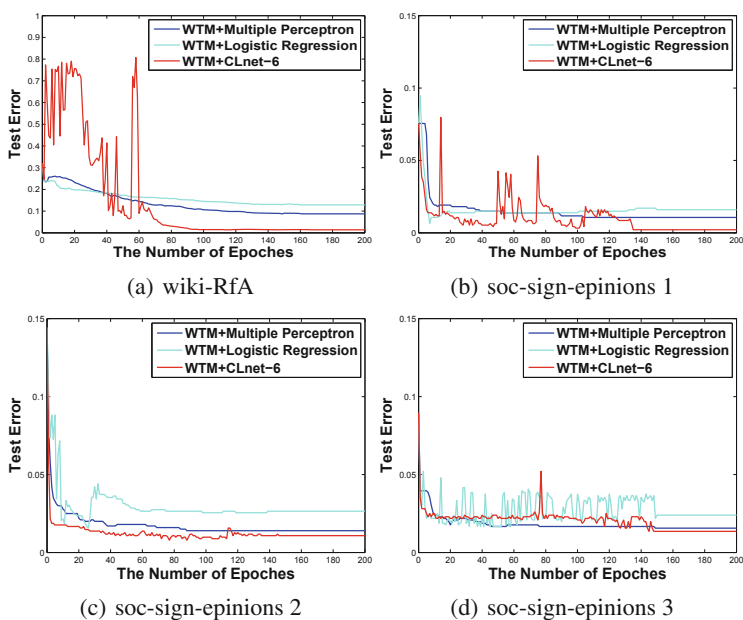 1
0.9
0.8
0.7
0.6
0.5
0.4
0.3
0.2
0.1
0
Test Error
WTM+Multiple Perceptron
WTM+Logistic Regression
WTM+CLnet-6
0 20 40 60 80 100 120 140 160 180 200
The Number of Epoches
(a) wiki-RfA
0.15
0.1
0.05
0
Test Error
WTM+Multiple Perceptron
WTM+Logistic Regression
WTM+CLnet-6
0 20 40 60 80 100 120 140 160 180 200
The Number of Epoches
(b) soc-sign-epinions 1
0.15
0.1
0.05
0
Test Error
WTM+Multiple Perceptron
WTM+Logistic Regression
WTM+CLnet-6
0 20 40 60 80 100 120 140 160 180 200
The Number of Epoches
(c) soc-sign-epinions 2
0.15
0.1
0.05
0
Test Error
WTM+Multiple Perceptron
WTM+Logistic Regression
WTM+CLnet-6
0 20 40 60 80 100 120 140 160 180 200
The Number of Epoches
(d) soc-sign-epinions 3